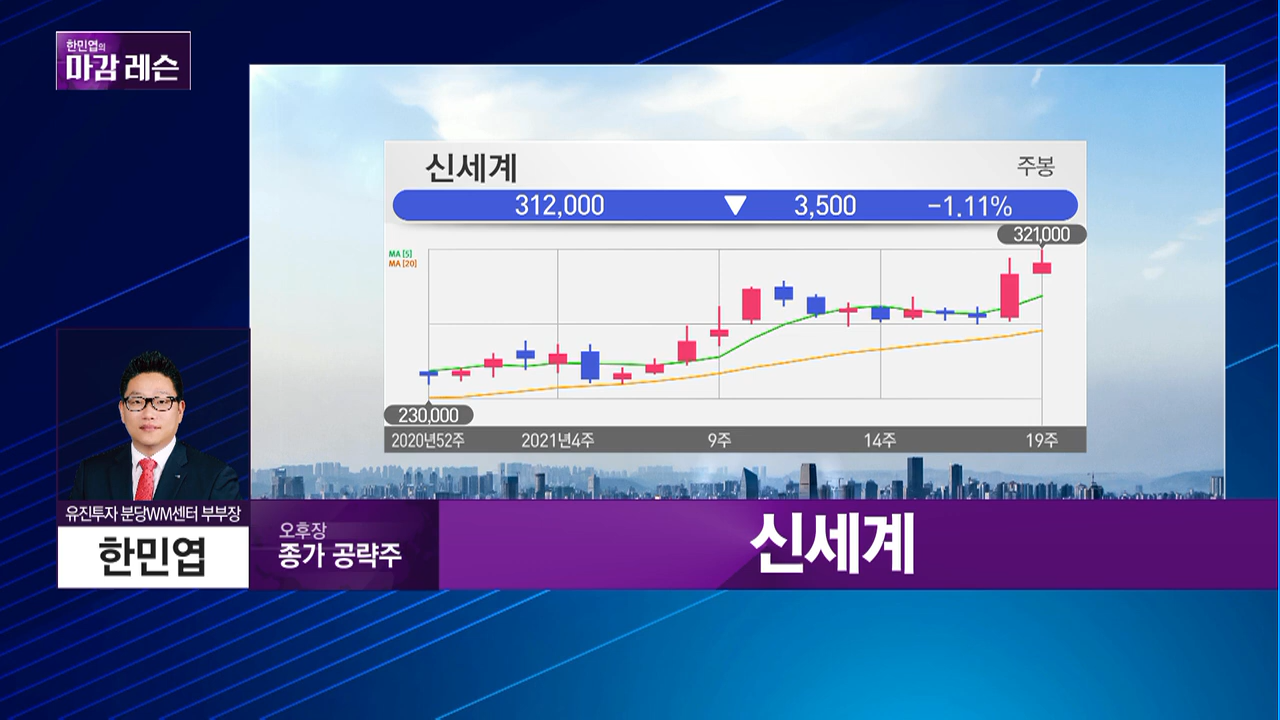 한민엽의
마감 레슨
신세계
주봉
312,000 ▼ 3,500 -1.11%
321,000
MA [5]
MA [20]
230,000
2020년52주 2021년4주 9주 14주 19주
유진투자 분당WM센터 부부장
한민엽
오후장
종가 공략주
신세계